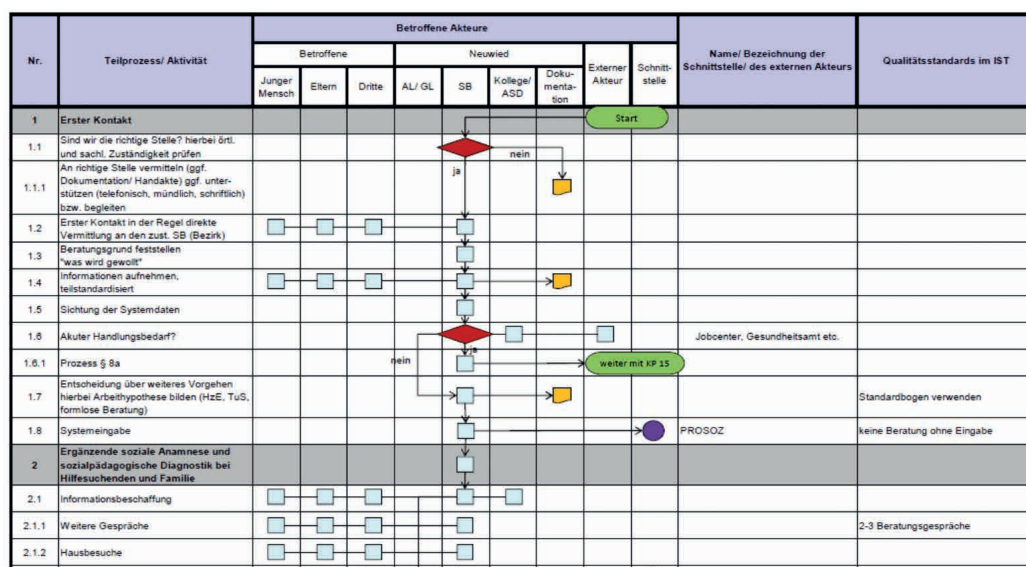 Nr.
Teilprozess/ Aktivität
Betroffene Akteure
Name/ Bezeichnung der
Schnittstelle/ des externen Akteurs
Qualitätsstandards im IST
Betroffene
Neuwied
Externer
Akteur
Schnitt-
stelle
Junger
Mensch
Eltern
Dritte
AL/ GL
SB
Kollege/
ASD
Doku-
menta-
tion
1
Erster Kontakt
Start
1.1
Sind wir die richtige Stelle? hierbei örtl.
und sachl. Zuständigkeit prüfen
nein
ja
1.1.1
An richtige Stelle vermitteln (ggf.
Dokumentation/ Handakte) ggf. unter-
stützen (telefonisch, mündlich, schriftlich)
bzw. begleiten
1.2
Erster Kontakt in der Regel direkte
Vermittlung an den zust. SB (Bezirk)
1.3
Beratungsgrund feststellen
"was wird gewollt"
1.4
Informationen aufnehmen,
teilstandardisiert
1.5
Sichtung der Systemdaten
1.6
Akuter Handlungsbedarf?
Jobcenter, Gesundheitsamt etc.
ja
nein
1.6.1
Prozess § 8a
weiter mit KP 15
1.7
Entscheidung über weiteres Vorgehen
hierbei Arbeithypothese bilden (HzE, TuS,
formlose Beratung)
Standardbogen verwenden
1.8
Systemeingabe
PROSOZ
keine Beratung ohne Eingabe
2
Ergänzende soziale Anamnese und
sozialpädagogische Diagnostik bei
Hilfesuchenden und Familie
2.1
Informationsbeschaffung
2.1.1
Weitere Gespräche
2-3 Beratungsgespräche
2.1.2
Hausbesuche